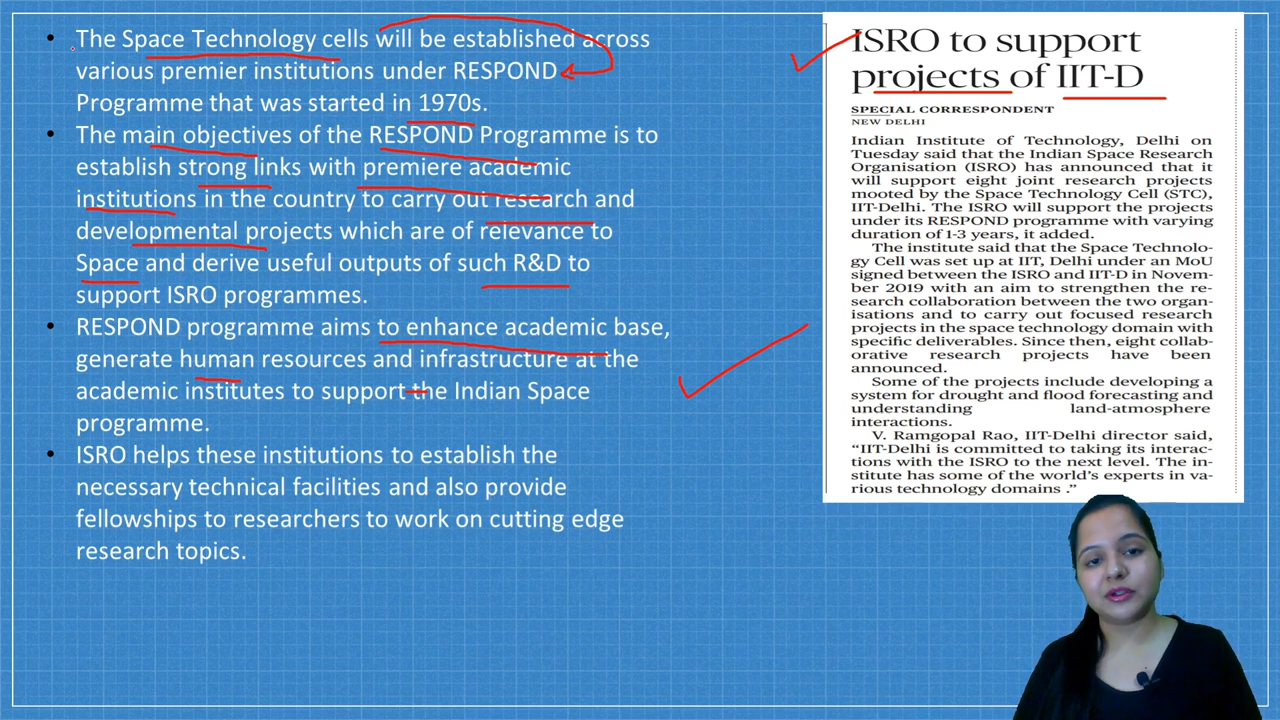 • The Space Technology cells will be established across
various premier institutions under RESPOND
Programme that was started in 1970s.
• The main objectives of the RESPOND Programme is to
establish strong links with premiere academic
institutions in the country to carry out research and
developmental projects which are of relevance to
Space and derive useful outputs of such R&D to
support ISRO programmes.
• RESPOND programme aims to enhance academic base,
generate human resources and infrastructure at the
academic institutes to support the Indian Space
programme.
• ISRO helps these institutions to establish the
necessary technical facilities and also provide
fellowships to researchers to work on cutting edge
research topics.
ISRO to support
projects of IIT-D
SPECIAL CORRESPONDENT
NEW DELHI
Indian Institute of Technology, Delhi on
Tuesday said that the Indian Space Research
Organisation (ISRO) has announced that it
will support eight joint research projects
mooted by the Space Technology Cell (STC),
IIT-Delhi. The ISRO will support the projects
under its RESPOND programme with varying
duration of 1-3 years, it added.
The institute said that the Space Technolo-
gy Cell was set up at IIT, Delhi under an MoU
signed between the ISRO and IIT-D in Novem-
ber 2019 with an aim to strengthen the re-
search collaboration between the two organ-
isations and to carry out focused research
projects in the space technology domain with
specific deliverables. Since then, eight collab-
orative research projects have been
announced.
Some of the projects include developing a
system for drought and flood forecasting and
understanding land-atmosphere
interactions.
V. Ramgopal Rao, IIT-Delhi director said,
“IIT-Delhi is committed to taking its interac-
tions with the ISRO to the next level. The in-
stitute has some of the world’s experts in va-
rious technology domains .”